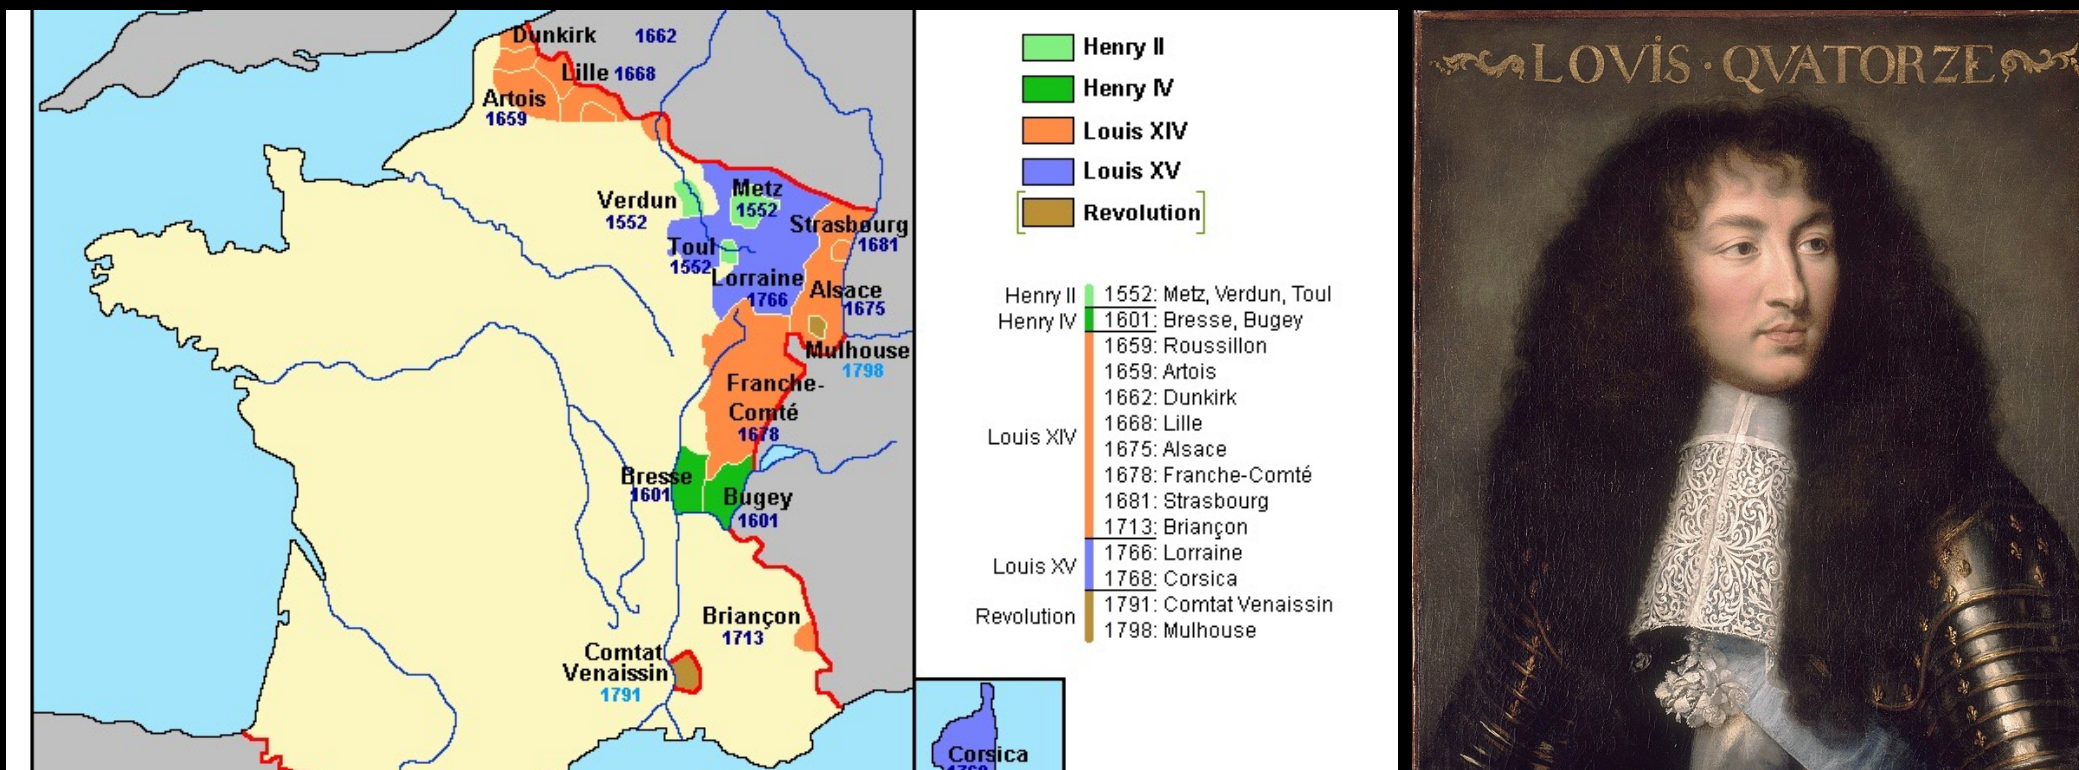 Dunkirk 1662
Lille 1668
Artois
1659
Verdun
1552
Metz
1552
Strasbourg
1681
Toul
1552
Lorraine
1766
Alsace
1675
Mulhouse
1798
Franche-
Comté
1678
Bresse
1601
Bugey
1601
Briançon
1713
Comtat
Venaissin
1791
Corsica
Henry II
Henry IV
Louis XIV
Louis XV
Revolution
Henry II 1552: Metz, Verdun, Toul
Henry IV 1601: Bresse, Bugey
1659: Roussillon
1659: Artois
1662: Dunkirk
1668: Lille
Louis XIV
1675: Alsace
1678: Franche-Comté
1681: Strasbourg
1713: Briançon
1766: Lorraine
Louis XV
1768: Corsica
1791: Comtat Venaissin
Revolution
1798: Mulhouse
LOVIS · QVATORZE